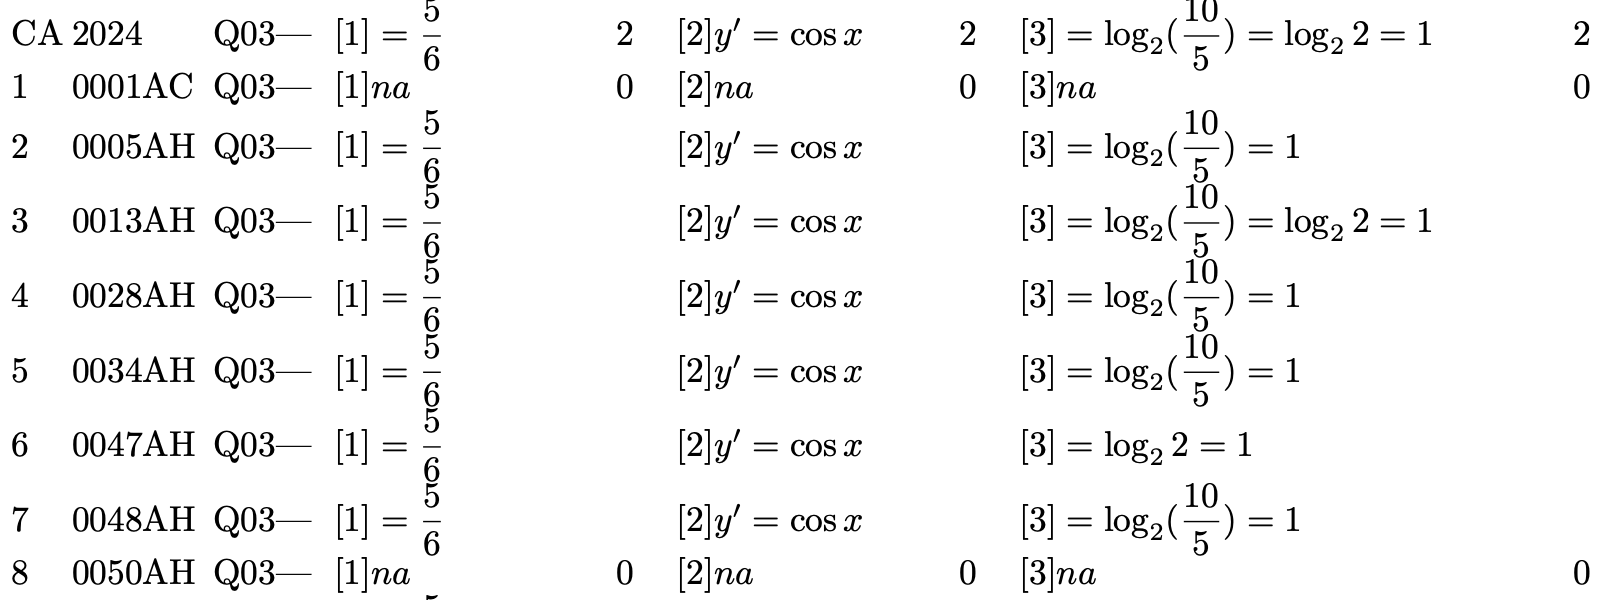 CA 2024 Q03— [1] = 5/6 2 [2]y′ = cos x 2 [3] = log₂(10/5) = log₂ 2 = 1 2
1 0001AC Q03— [1]na 0 [2]na 0 [3]na 0
2 0005AH Q03— [1] = 5/6 [2]y′ = cos x [3] = log₂(10/5) = 1
3 0013AH Q03— [1] = 5/6 [2]y′ = cos x [3] = log₂(10/5) = log₂ 2 = 1
4 0028AH Q03— [1] = 5/6 [2]y′ = cos x [3] = log₂(10/5) = 1
5 0034AH Q03— [1] = 5/6 [2]y′ = cos x [3] = log₂(10/5) = 1
6 0047AH Q03— [1] = 5/6 [2]y′ = cos x [3] = log₂ 2 = 1
7 0048AH Q03— [1] = 5/6 [2]y′ = cos x [3] = log₂(10/5) = 1
8 0050AH Q03— [1]na 0 [2]na 0 [3]na 0